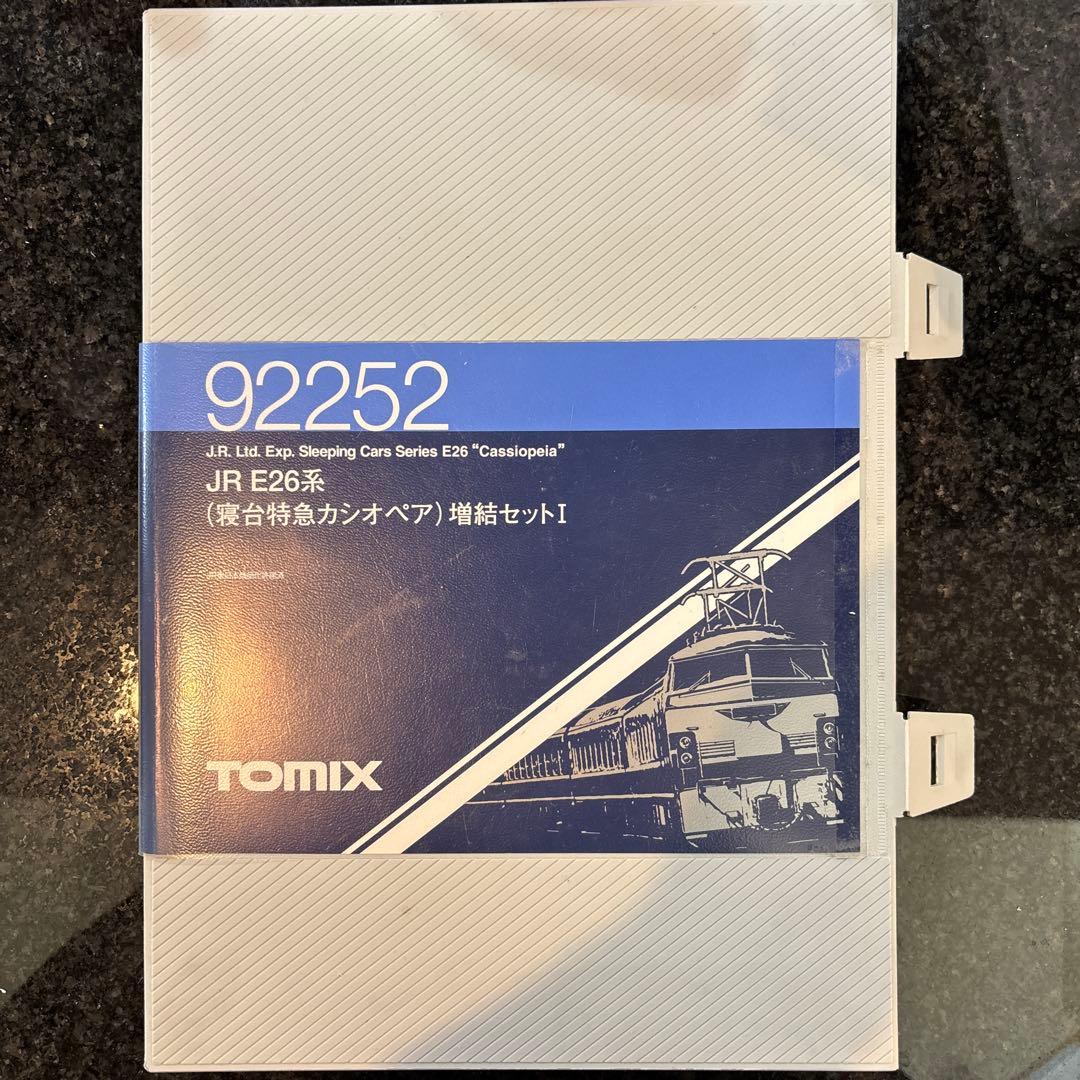 92252
J.R. Ltd. Exp. Sleeping Cars Series E26 “Cassiopeia”
JR E26系
(寝台特急カシオペア)増結セットI
TOMIX